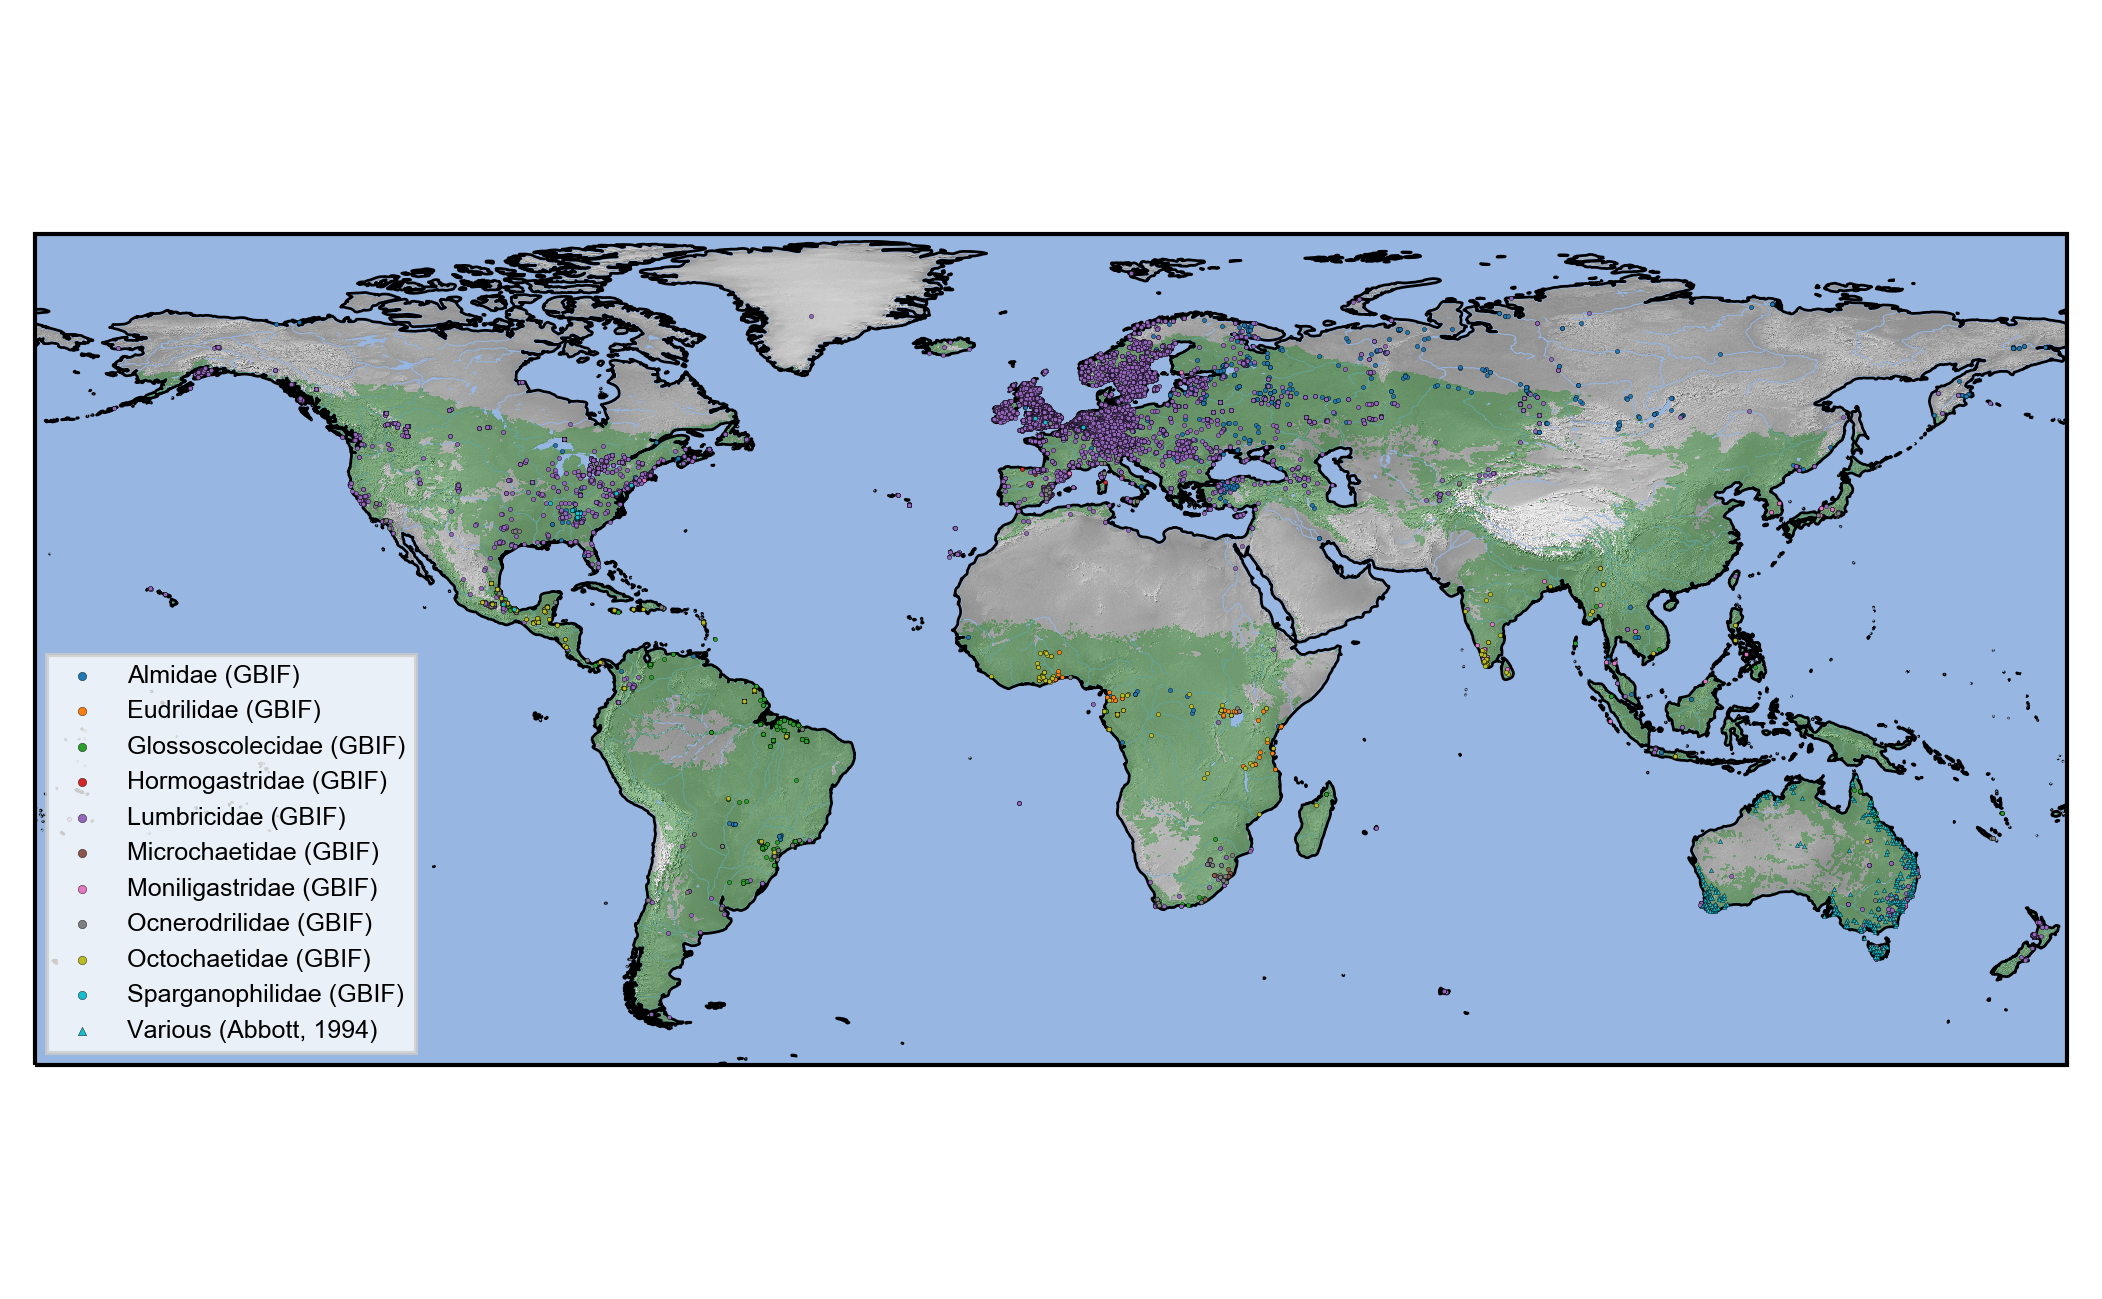 Almidae (GBIF)
Eudrilidae (GBIF)
Glossoscolecidae (GBIF)
Hormogastridae (GBIF)
Lumbricidae (GBIF)
Microchaetidae (GBIF)
Moniligastridae (GBIF)
Ocnerodrilidae (GBIF)
Octochaetidae (GBIF)
Sparganophilidae (GBIF)
Various (Abbott, 1994)